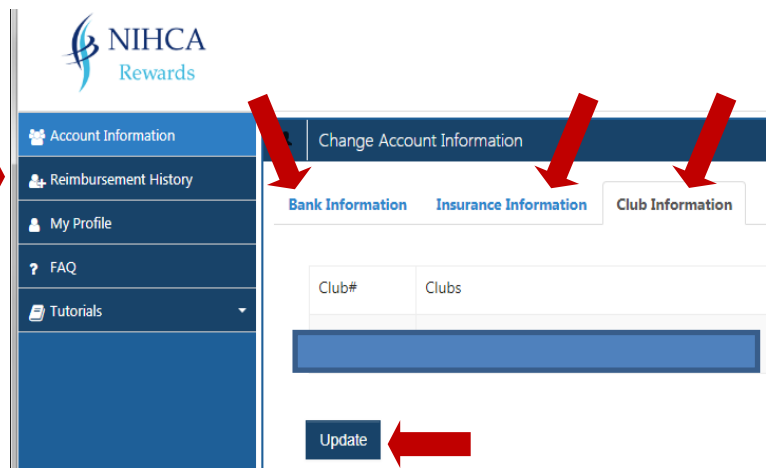 NIHCA
Rewards
Account Information
Reimbursement History
My Profile
? FAQ
Tutorials
Change Account Information
Bank Information Insurance Information Club Information
Club# Clubs
Update